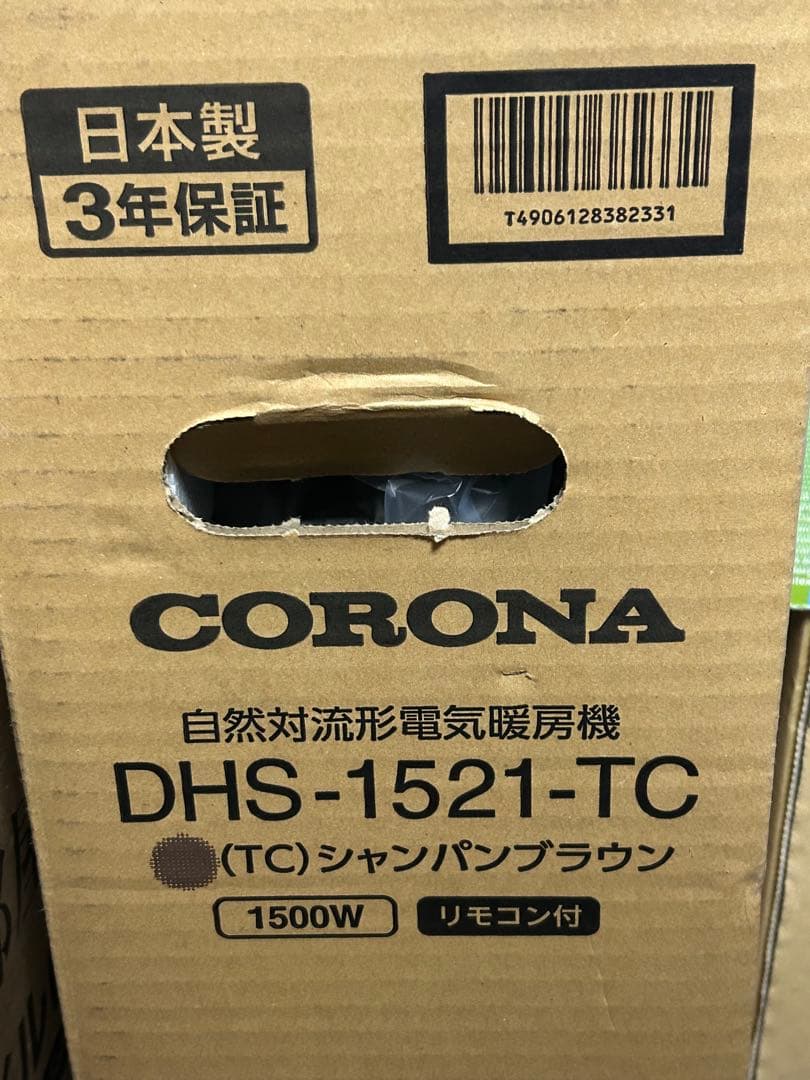 日本製
3年保証
T4906128382331
CORONA
自然対流形電気暖房機
DHS-1521-TC
(TC)シャンパンブラウン
1500W
リモコン付